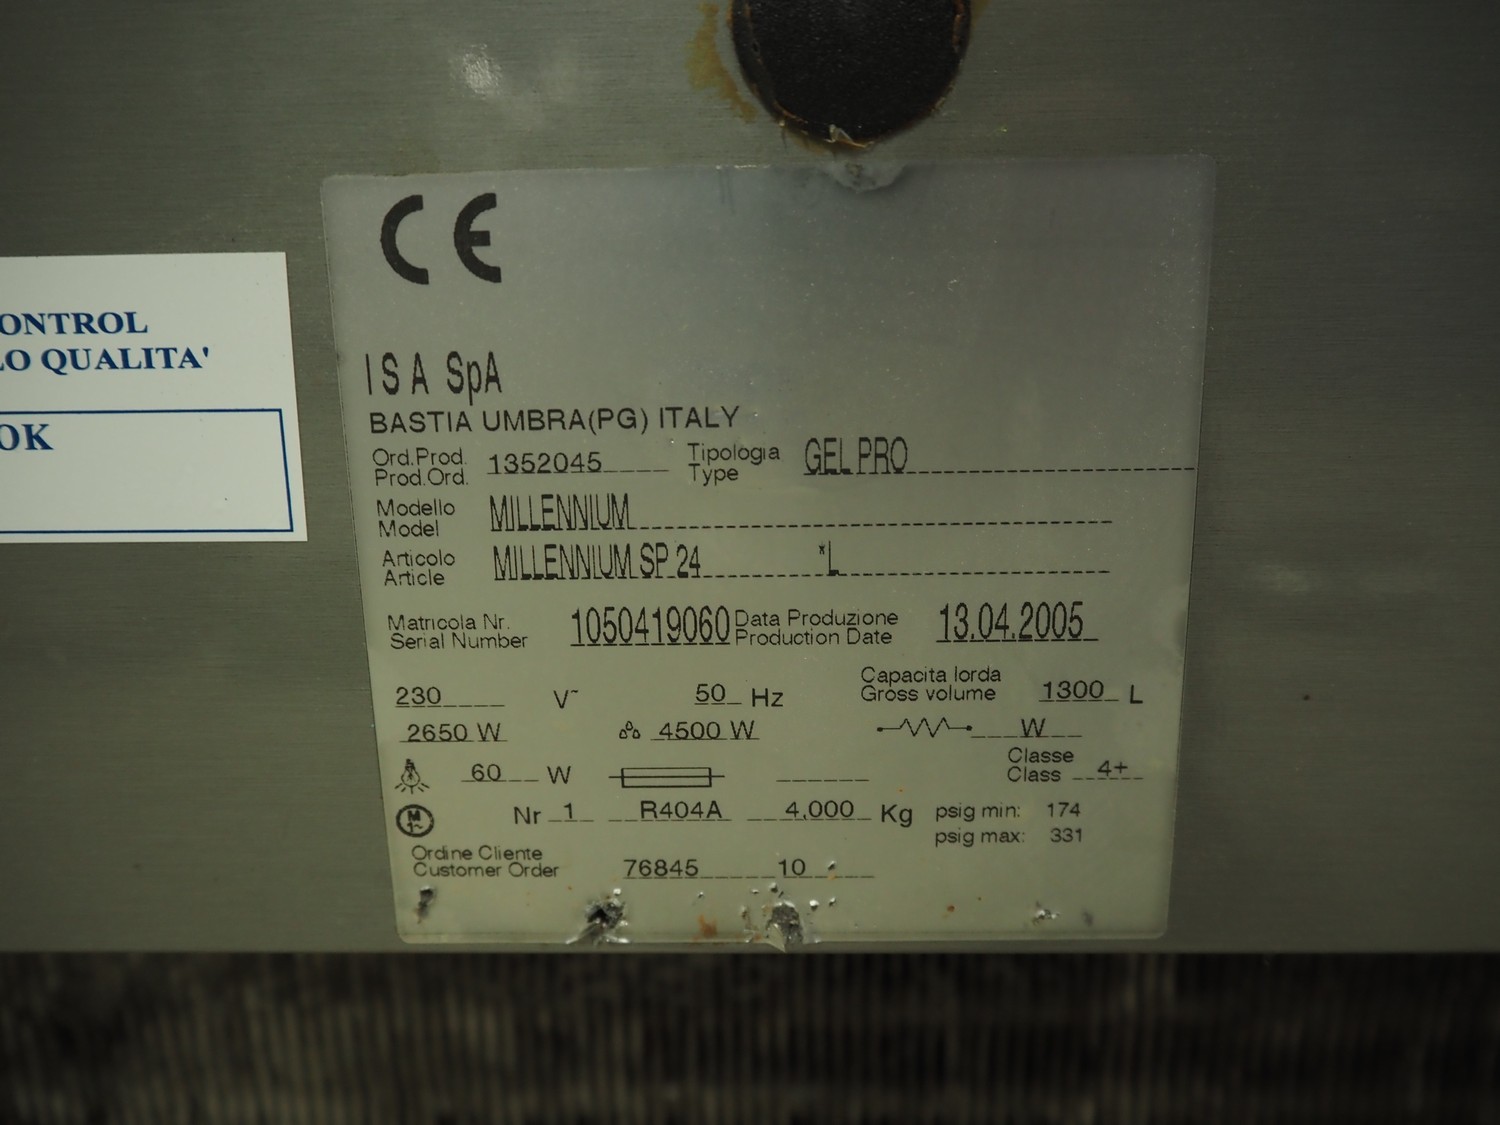 CE
ONTROL
LO QUALITA'
OK
ISA SpA
BASTIA UMBRA(PG) ITALY
Ord.Prod. 1352045 Tipologia GEL PRO
Prod.Ord. Type
Modello MILLENNIUM
Model
Articolo MILLENNIUM SP 24 *L
Article
Matricola Nr. 1050419060 Data Produzione 13.04.2005
Serial Number Production Date
Capacita lorda
230 V~ 50 Hz Gross volume 1300 L
2650 W 4500 W W
Classe
60 W Class 4+
M
1~ Nr 1 R404A 4,000 Kg psig min: 174
psig max: 331
Ordine Cliente
Customer Order 76845 10